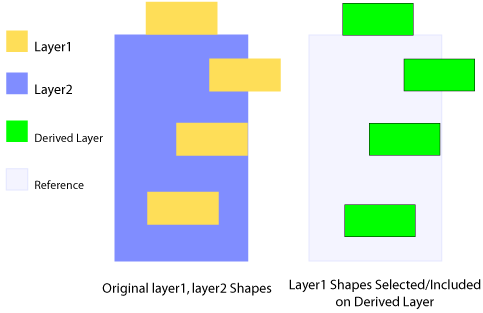 Layer1
Layer2
Derived Layer
Reference
Original layer1, layer2 Shapes
Layer1 Shapes Selected/Included
on Derived Layer